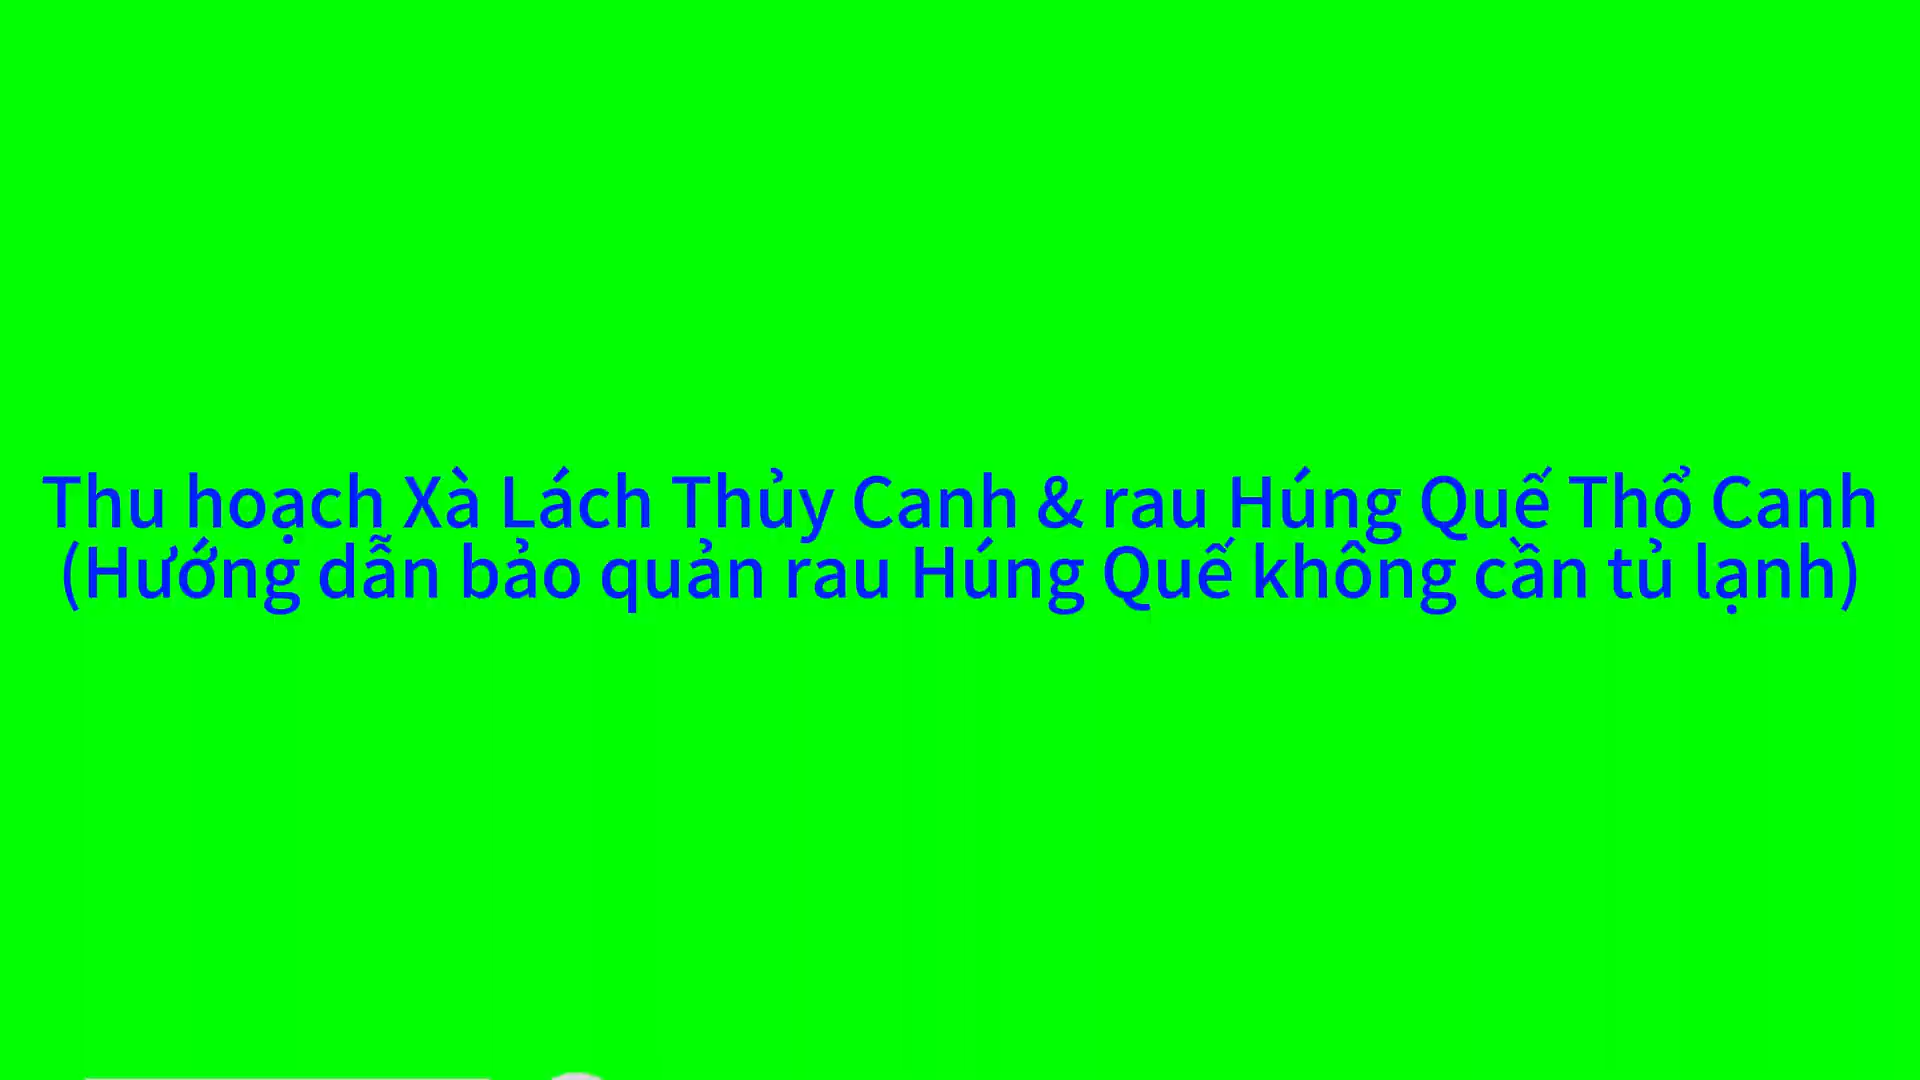 Thu hoạch Xà Lách Thủy Canh & rau Húng Quế Thổ Canh
(Hướng dẫn bảo quản rau Húng Quế không cần tủ lạnh)